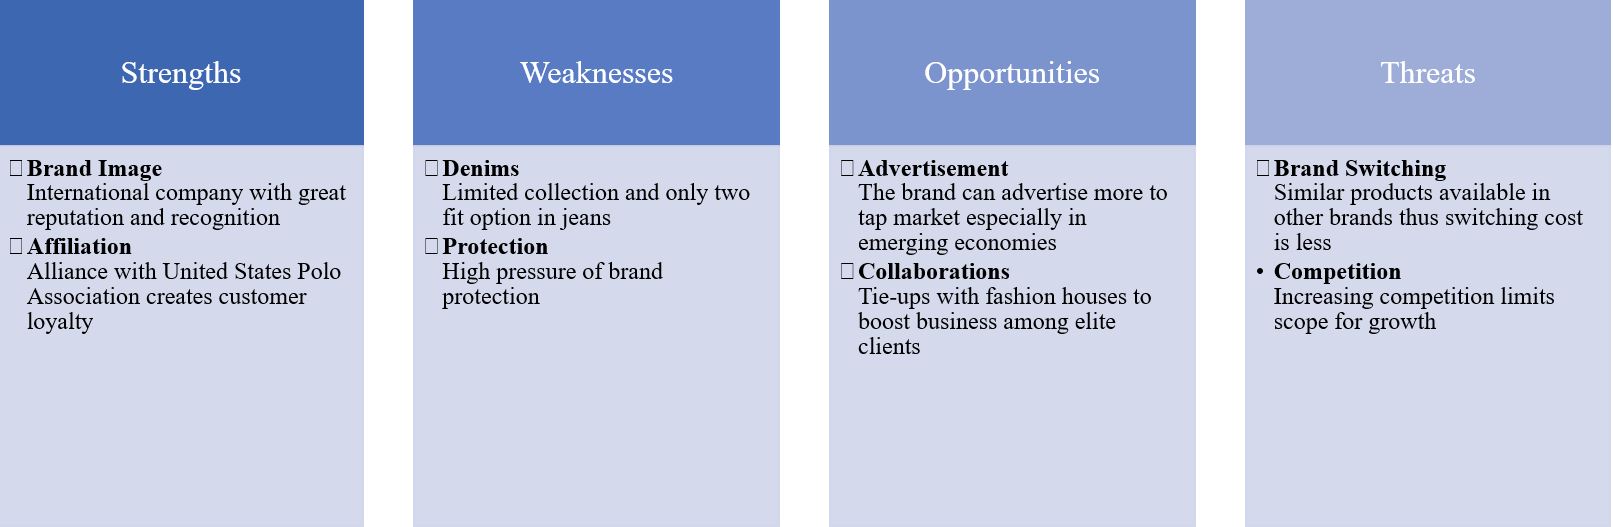 Strengths
Brand Image
International company with great
reputation and recognition
Affiliation
Alliance with United States Polo
Association creates customer
loyalty
Weaknesses
Denims
Limited collection and only two
fit option in jeans
Protection
High pressure of brand
protection
Opportunities
Advertisement
The brand can advertise more to
tap market especially in
emerging economies
Collaborations
Tie-ups with fashion houses to
boost business among elite
clients
Threats
Brand Switching
Similar products available in
other brands thus switching cost
is less
• Competition
Increasing competition limits
scope for growth